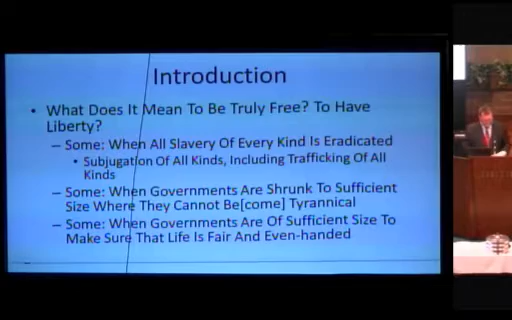 Introduction
• What Does It Mean To Be Truly Free? To Have
Liberty?
– Some: When All Slavery Of Every Kind Is Eradicated
• Subjugation Of All Kinds, Including Trafficking Of All
Kinds
– Some: When Governments Are Shrunk To Sufficient
Size Where They Cannot Be[come] Tyrannical
– Some: When Governments Are Of Sufficient Size To
Make Sure That Life Is Fair And Even-handed